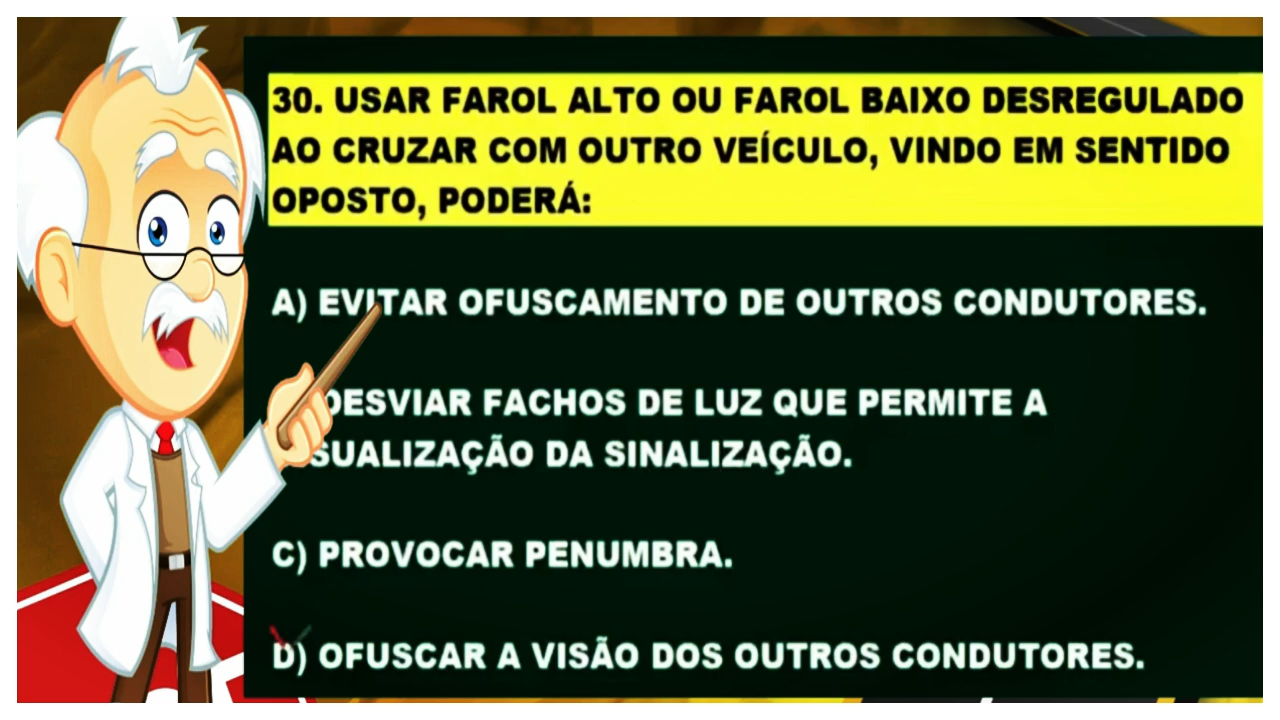 30. USAR FAROL ALTO OU FAROL BAIXO DESREGULADO
AO CRUZAR COM OUTRO VEÍCULO, VINDO EM SENTIDO
OPOSTO, PODERÁ:
A) EVITAR OFUSCAMENTO DE OUTROS CONDUTORES.
DESVIAR FACHOS DE LUZ QUE PERMITE A
SUALIZAÇÃO DA SINALIZAÇÃO.
C) PROVOCAR PENUMBRA.
D) OFUSCAR A VISÃO DOS OUTROS CONDUTORES.